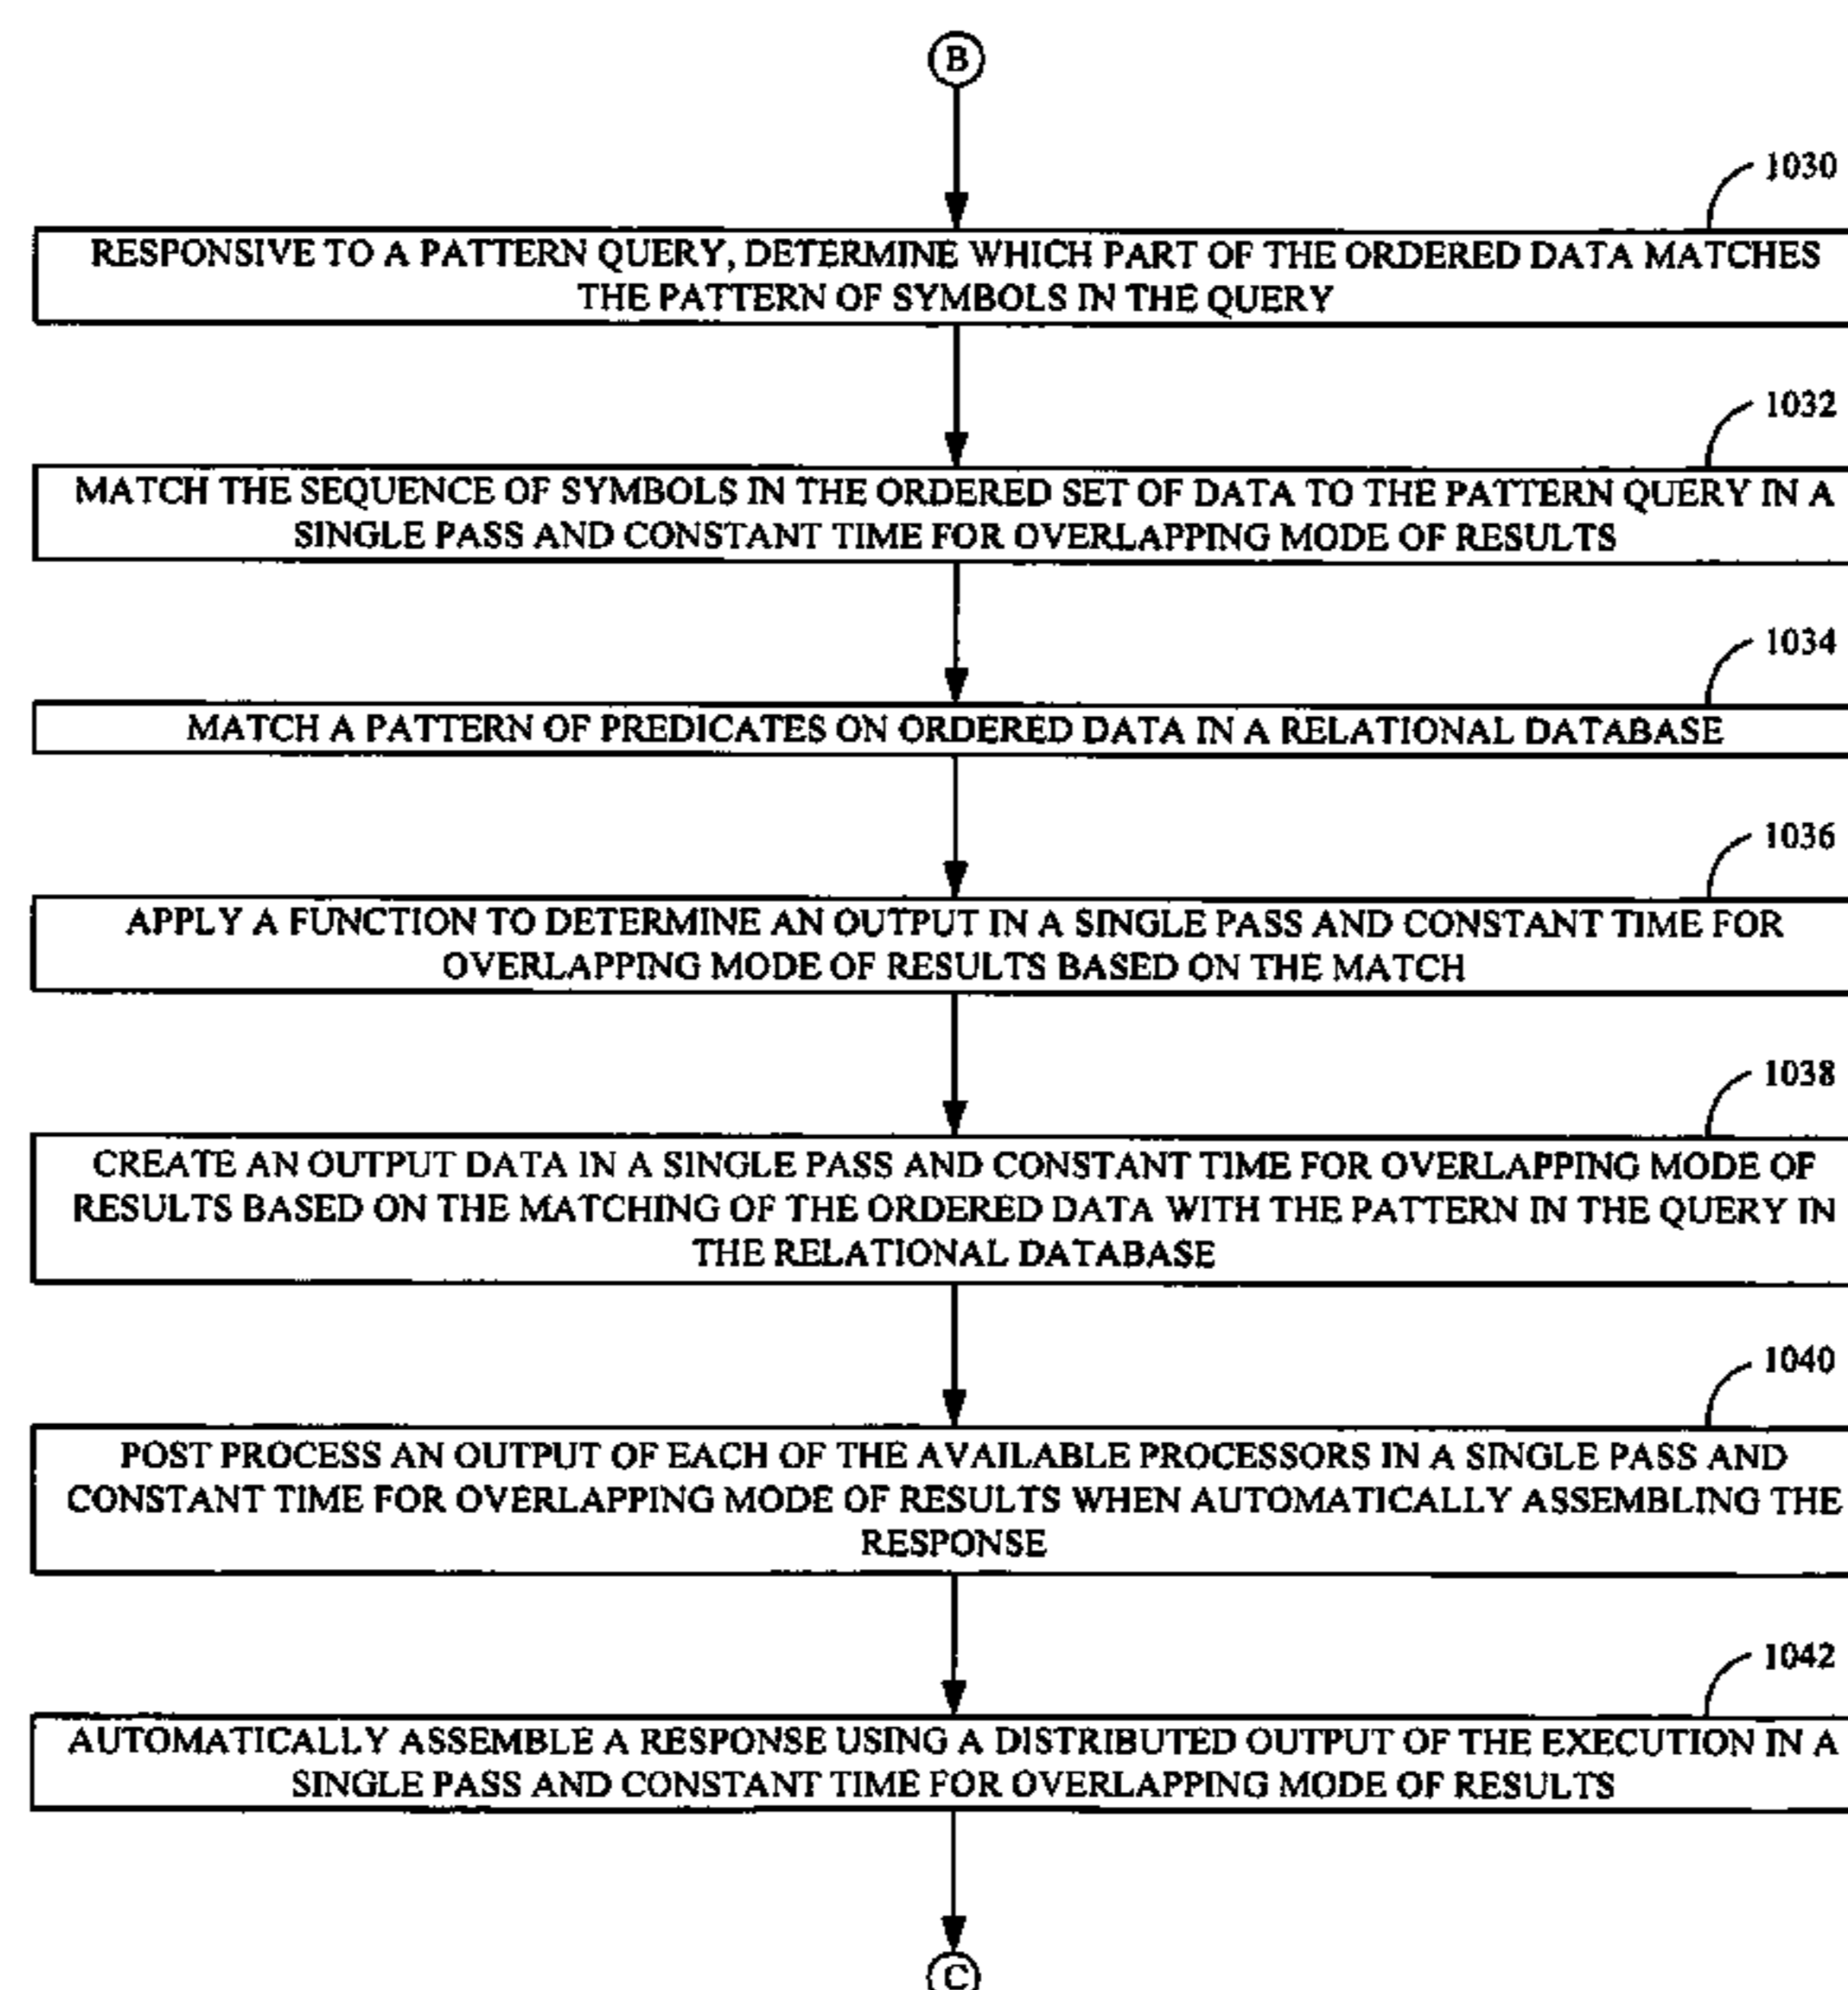 B
1030
RESPONSIVE TO A PATTERN QUERY, DETERMINE WHICH PART OF THE ORDERED DATA MATCHES
THE PATTERN OF SYMBOLS IN THE QUERY
1032
MATCH THE SEQUENCE OF SYMBOLS IN THE ORDERED SET OF DATA TO THE PATTERN QUERY IN A
SINGLE PASS AND CONSTANT TIME FOR OVERLAPPING MODE OF RESULTS
1034
MATCH A PATTERN OF PREDICATES ON ORDERED DATA IN A RELATIONAL DATABASE
1036
APPLY A FUNCTION TO DETERMINE AN OUTPUT IN A SINGLE PASS AND CONSTANT TIME FOR
OVERLAPPING MODE OF RESULTS BASED ON THE MATCH
1038
CREATE AN OUTPUT DATA IN A SINGLE PASS AND CONSTANT TIME FOR OVERLAPPING MODE OF
RESULTS BASED ON THE MATCHING OF THE ORDERED DATA WITH THE PATTERN IN THE QUERY IN
THE RELATIONAL DATABASE
1040
POST PROCESS AN OUTPUT OF EACH OF THE AVAILABLE PROCESSORS IN A SINGLE PASS AND
CONSTANT TIME FOR OVERLAPPING MODE OF RESULTS WHEN AUTOMATICALLY ASSEMBLING THE
RESPONSE
1042
AUTOMATICALLY ASSEMBLE A RESPONSE USING A DISTRIBUTED OUTPUT OF THE EXECUTION IN A
SINGLE PASS AND CONSTANT TIME FOR OVERLAPPING MODE OF RESULTS
C